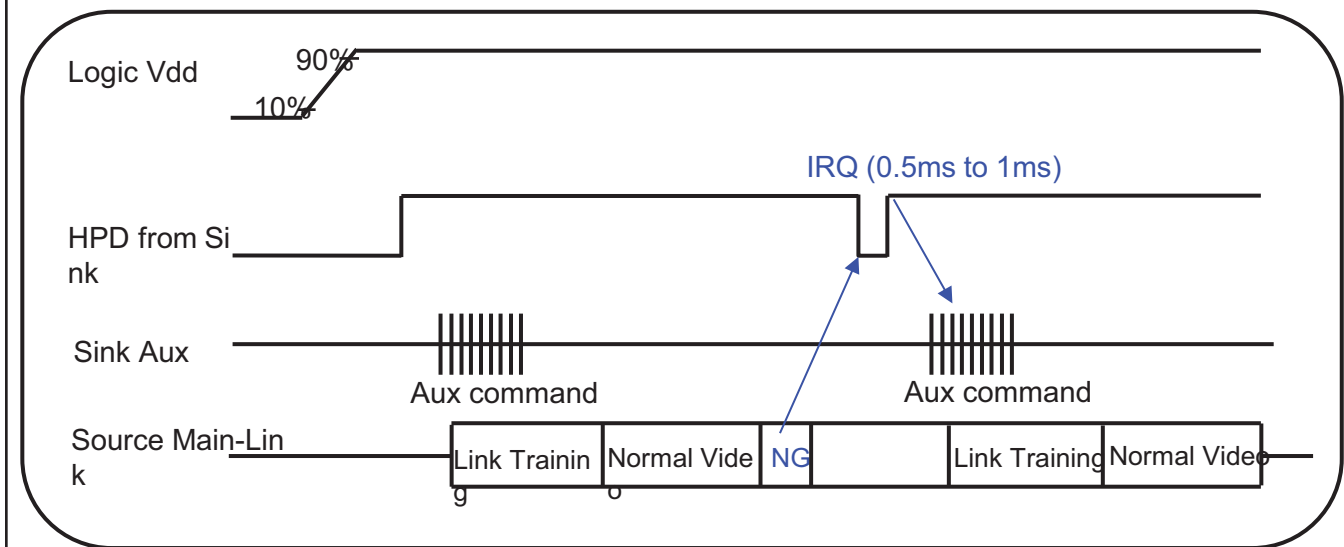 Logic Vdd
90%
10%
IRQ (0.5ms to 1ms)
HPD from Si
nk
Sink Aux
Aux command
Aux command
Source Main-Lin
k
Link Trainin
g
Normal Vide
o
NG
Link Training
Normal Video